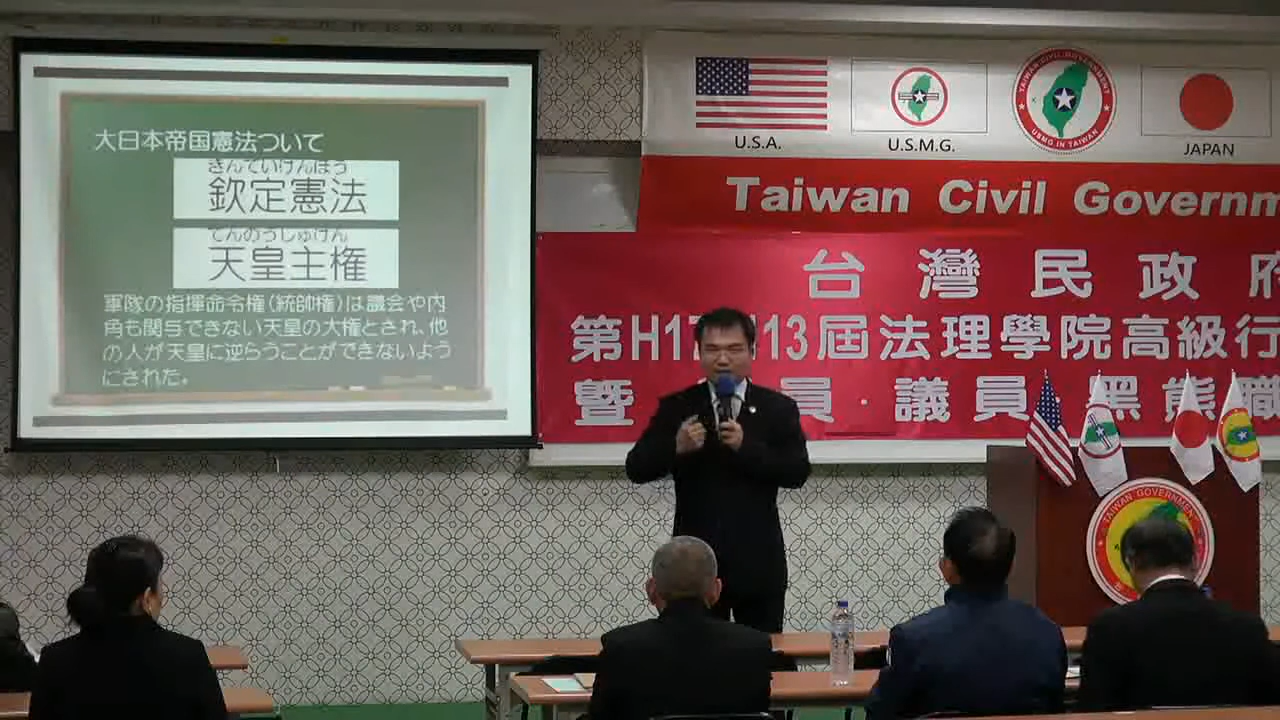 大日本帝国憲法ついて
きんていけんぽう
欽定憲法
てんのうしゅけん
天皇主権
軍隊の指揮命令権(統帥権)は議会や内
角も関与できない天皇の大権とされ、他
の人が天皇に逆らうことができないよう
にされた。
U.S.A.
U.S.M.G.
TAIWAN CIVIL GOVERNMENT
USMG IN TAIWAN
JAPAN
Taiwan Civil Governm
台灣民政府
第H1 13屆法理學院高級行
暨 員·議員·黑熊職
TAIWAN GOVERNMENT